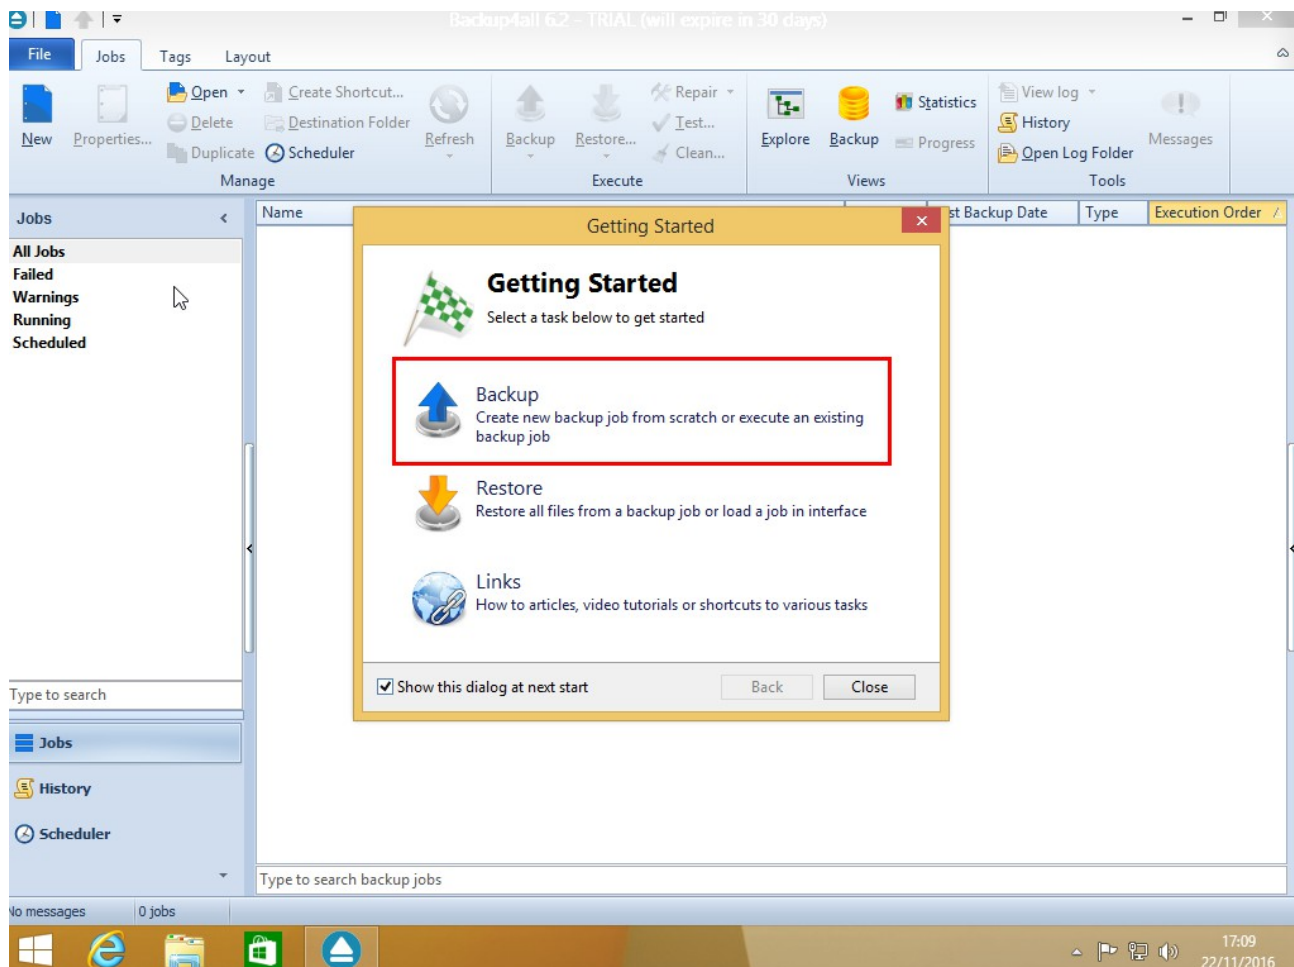 Backup4all 6.2 - TRIAL (will expire in 30 days)
File Jobs Tags Layout
New
Properties...
Open
Delete
Duplicate
Create Shortcut...
Destination Folder
Scheduler
Refresh
Manage
Backup
Restore...
Repair
Test...
Clean...
Execute
Explore
Backup
Statistics
Progress
Views
View log
History
Open Log Folder
Messages
Tools
Jobs
All Jobs
Failed
Warnings
Running
Scheduled
Type to search
Jobs
History
Scheduler
Name st Backup Date Type Execution Order
Getting Started
Getting Started
Select a task below to get started
Backup
Create new backup job from scratch or execute an existing
backup job
Restore
Restore all files from a backup job or load a job in interface
Links
How to articles, video tutorials or shortcuts to various tasks
Show this dialog at next start Back Close
Type to search backup jobs
No messages 0 jobs
17:09
22/11/2016